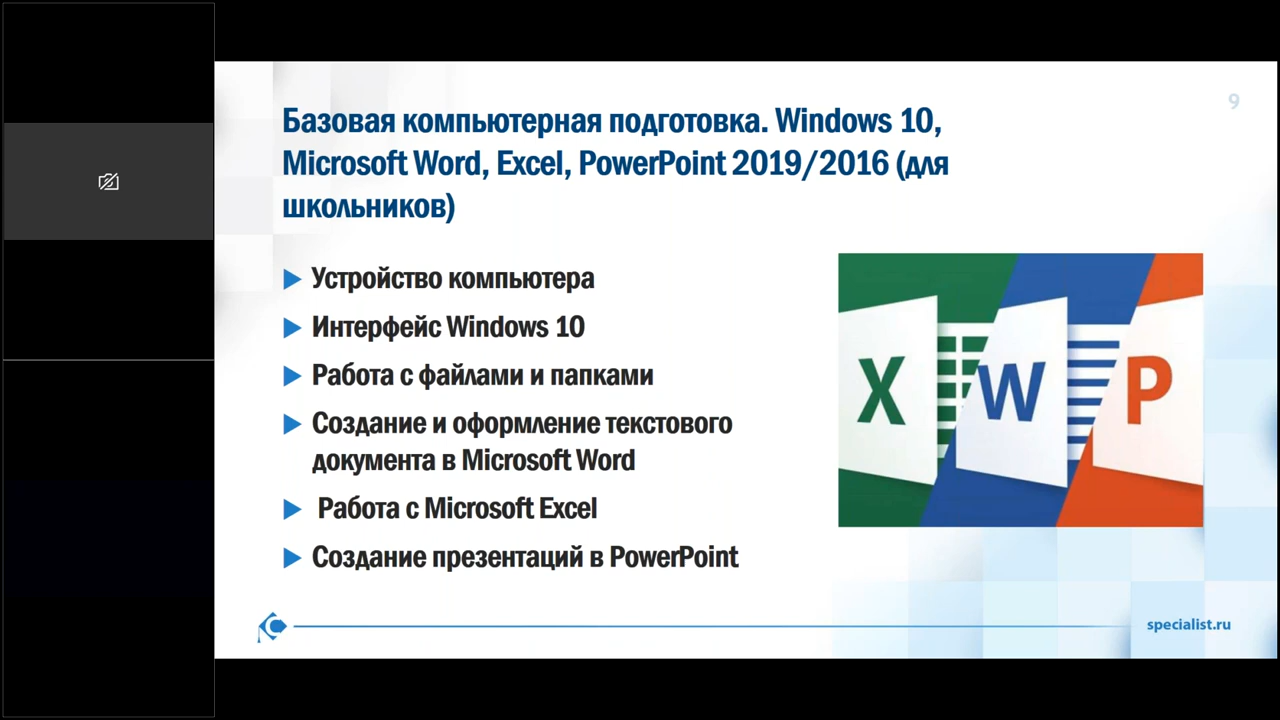 9
Базовая компьютерная подготовка. Windows 10,
Microsoft Word, Excel, PowerPoint 2019/2016 (для
школьников)
Устройство компьютера
Интерфейс Windows 10
Работа с файлами и папками
Создание и оформление текстового
документа в Microsoft Word
Работа с Microsoft Excel
Создание презентаций в PowerPoint
X W P
specialist.ru